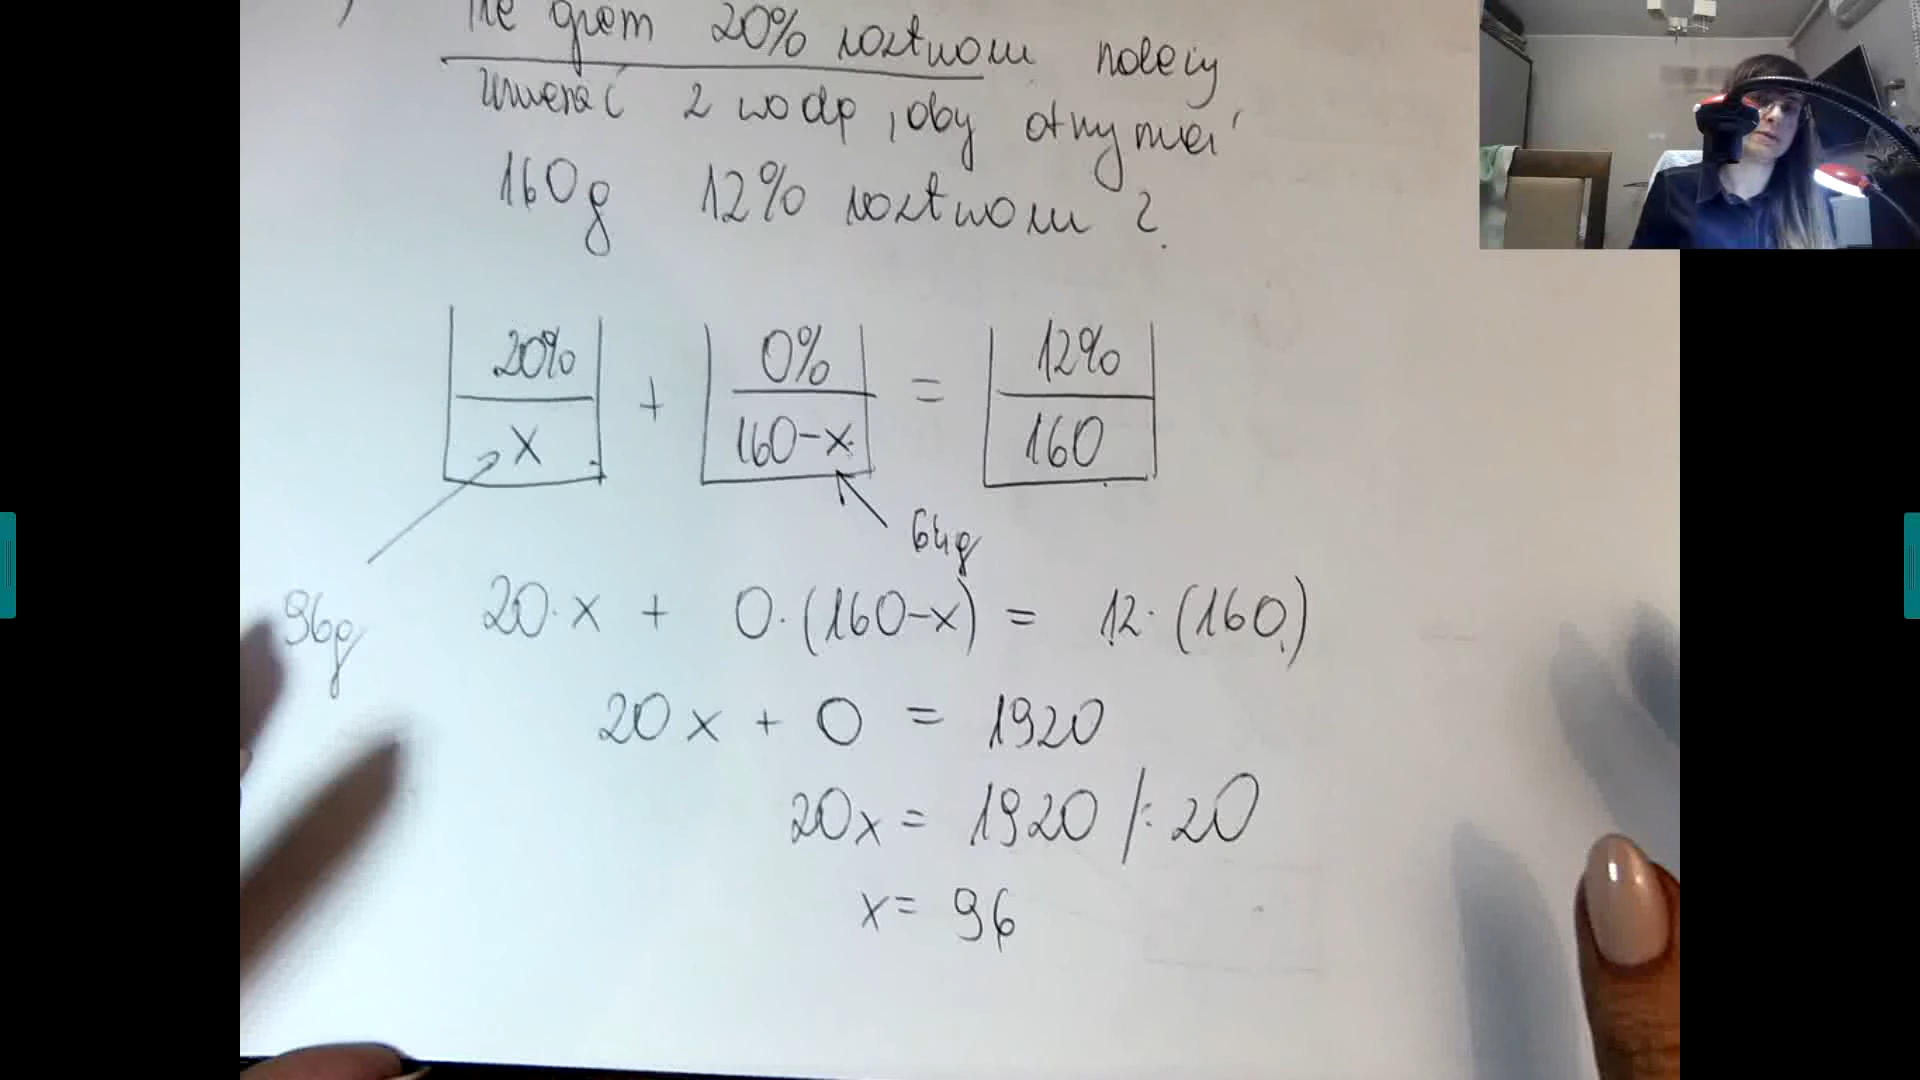 Ile gram 20% roztworu należy
zmieszać z wodą, aby otrzymać
160g 12% roztworu?
20% + 0% = 12%
x 160-x 160
64g
96g
20·x + 0·(160-x) = 12·(160)
20x + 0 = 1920
20x = 1920 /: 20
x = 96